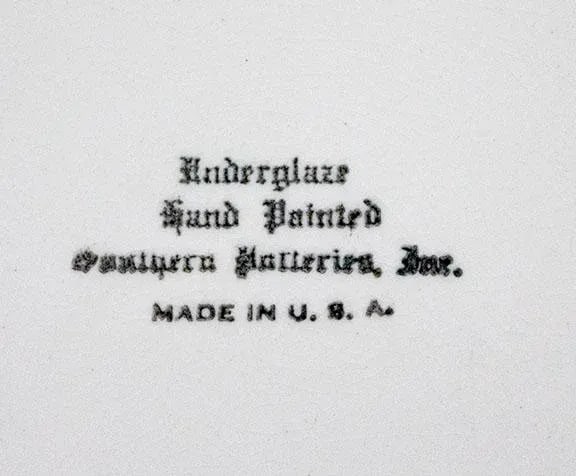 Underglaze
Hand Painted
Southern Potteries, Inc.
MADE IN U. S. A.